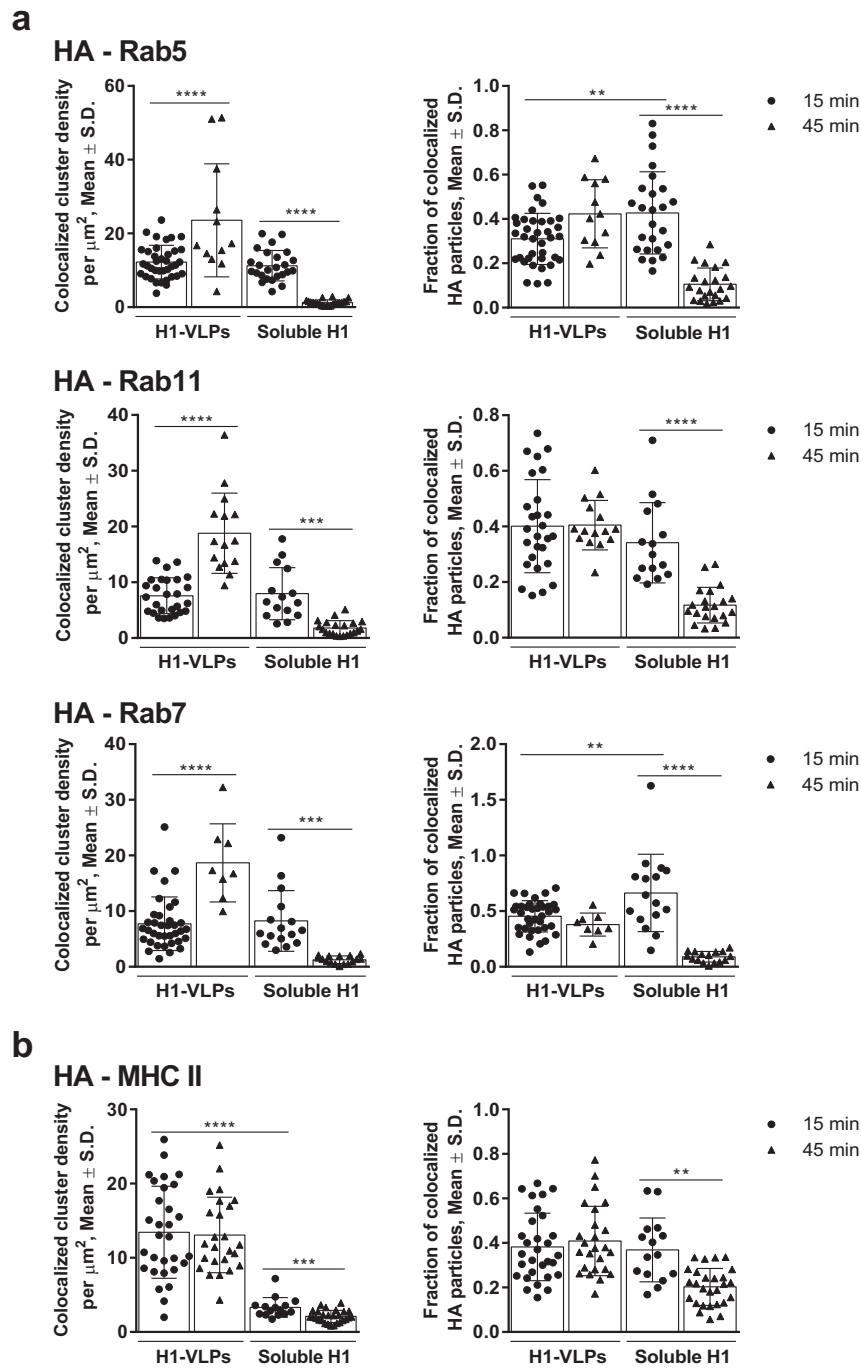 a
HA - Rab5
Colocalized cluster density
per μm², Mean ± S.D.
60
40
20
0
****
****
H1-VLPs
Soluble H1
Fraction of colocalized
HA particles, Mean ± S.D.
1.0
0.8
0.6
0.4
0.2
0.0
**
****
H1-VLPs
Soluble H1
15 min
45 min
HA - Rab11
Colocalized cluster density
per μm², Mean ± S.D.
40
30
20
10
0
****
***
H1-VLPs
Soluble H1
Fraction of colocalized
HA particles, Mean ± S.D.
0.8
0.6
0.4
0.2
0.0
****
H1-VLPs
Soluble H1
15 min
45 min
HA - Rab7
Colocalized cluster density
per μm², Mean ± S.D.
40
30
20
10
0
****
***
H1-VLPs
Soluble H1
Fraction of colocalized
HA particles, Mean ± S.D.
2.0
1.5
1.0
0.5
0.0
**
****
H1-VLPs
Soluble H1
15 min
45 min
b
HA - MHC II
Colocalized cluster density
per μm², Mean ± S.D.
30
20
10
0
****
***
H1-VLPs
Soluble H1
Fraction of colocalized
HA particles, Mean ± S.D.
1.0
0.8
0.6
0.4
0.2
0.0
**
H1-VLPs
Soluble H1
15 min
45 min